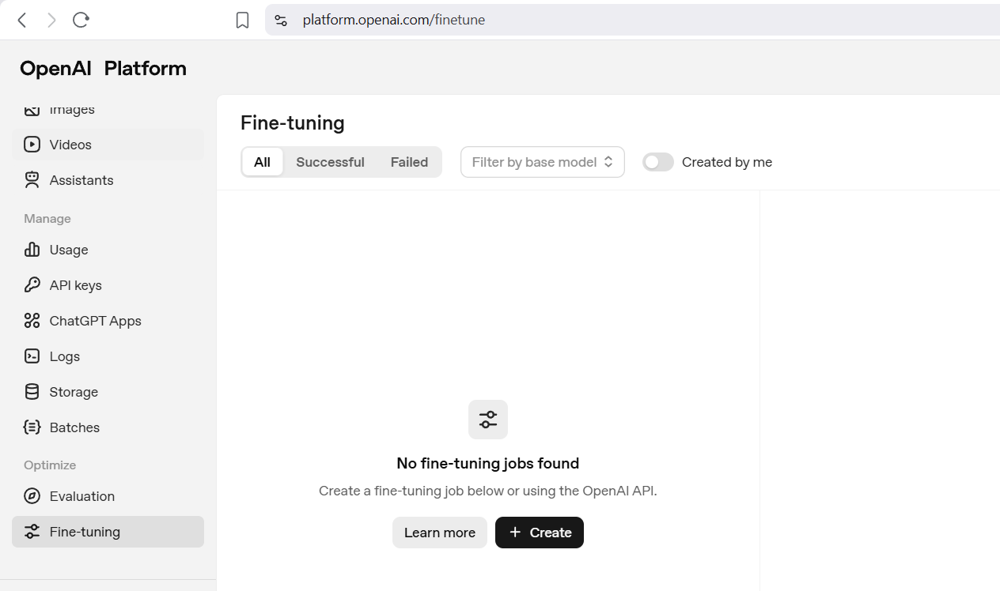 platform.openai.com/finetune
OpenAI Platform
Images
Videos
Assistants
Manage
Usage
API keys
ChatGPT Apps
Logs
Storage
Batches
Optimize
Evaluation
Fine-tuning
Fine-tuning
All Successful Failed Filter by base model Created by me
No fine-tuning jobs found
Create a fine-tuning job below or using the OpenAI API.
Learn more + Create